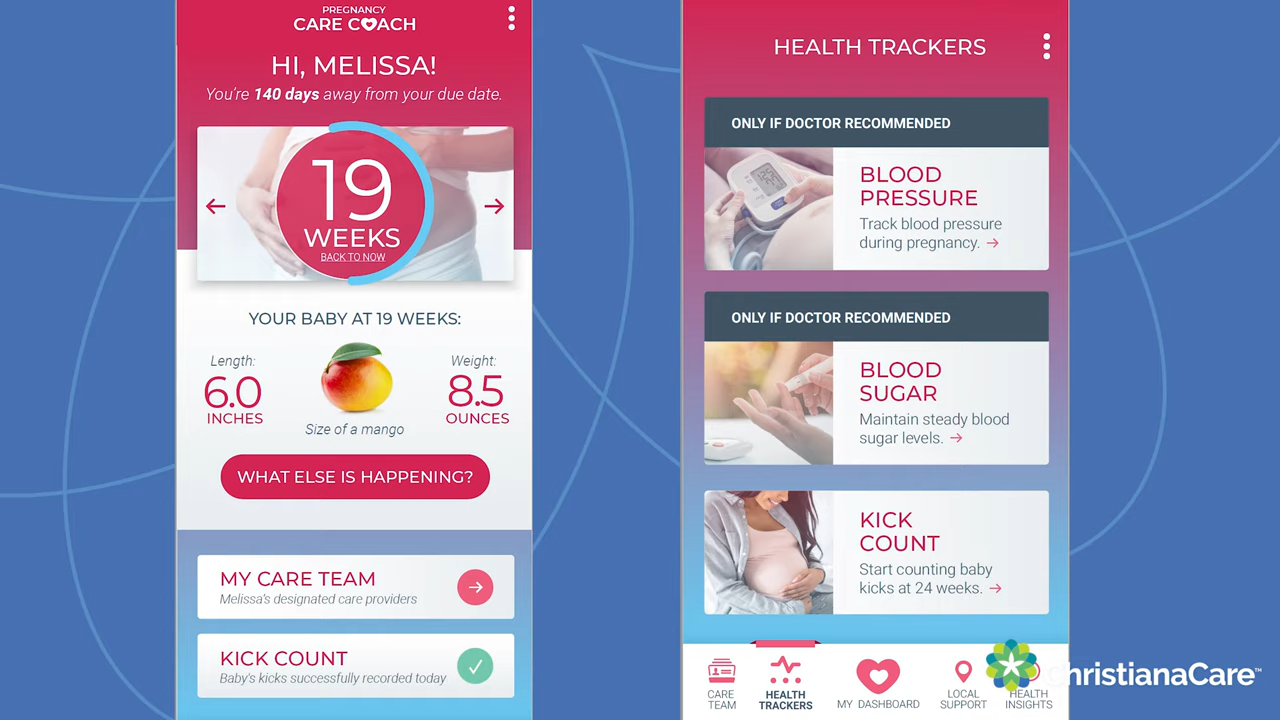 PREGNANCY
CARE COACH
HI, MELISSA!
You're 140 days away from your due date.
19
WEEKS
BACK TO NOW
YOUR BABY AT 19 WEEKS:
Length:
6.0
INCHES
Size of a mango
Weight:
8.5
OUNCES
WHAT ELSE IS HAPPENING?
MY CARE TEAM
Melissa's designated care providers
KICK COUNT
Baby's kicks successfully recorded today
HEALTH TRACKERS
ONLY IF DOCTOR RECOMMENDED
BLOOD
PRESSURE
Track blood pressure
during pregnancy.
ONLY IF DOCTOR RECOMMENDED
BLOOD
SUGAR
Maintain steady blood
sugar levels.
KICK
COUNT
Start counting baby
kicks at 24 weeks.
CARE
TEAM
HEALTH
TRACKERS
MY DASHBOARD
LOCAL
SUPPORT
HEALTH
INSIGHTS
ChristianaCare™